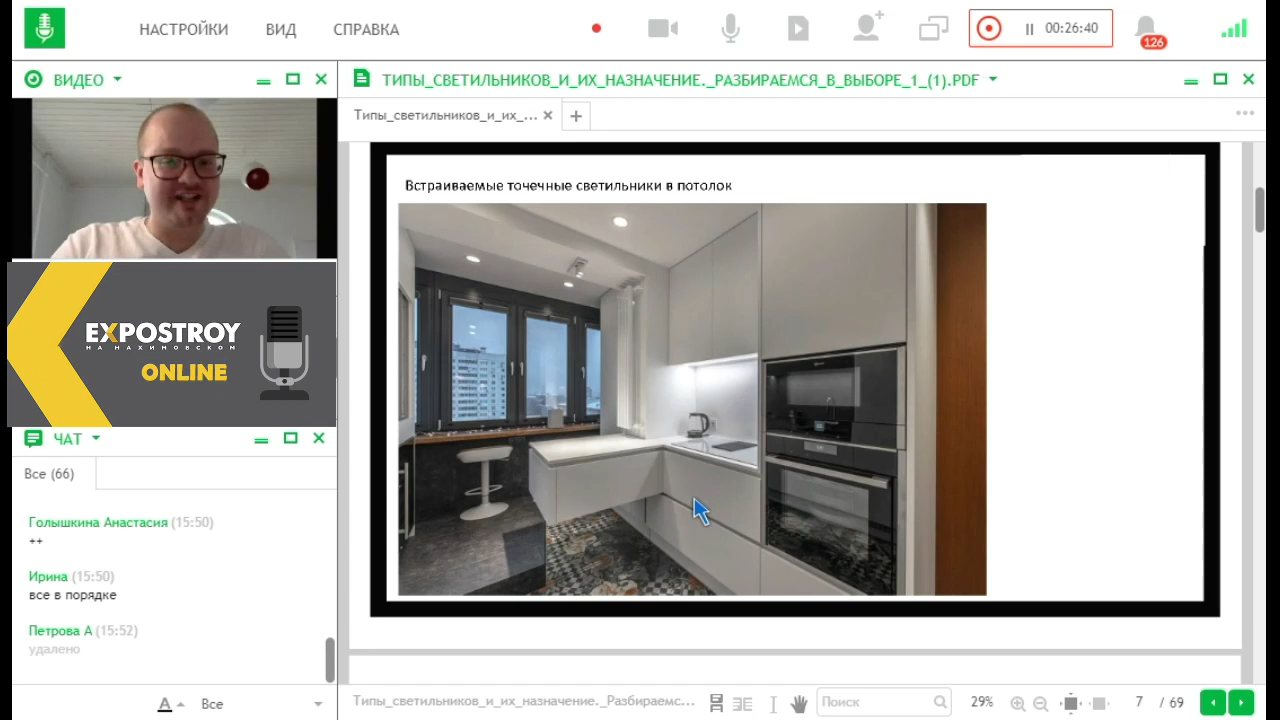 НАСТРОЙКИ ВИД СПРАВКА
00:26:40
126
ВИДЕО
ТИПЫ_СВЕТИЛЬНИКОВ_И_ИХ_НАЗНАЧЕНИЕ._РАЗБИРАЕМСЯ_В_ВЫБОРЕ_1_(1).PDF
Типы_светильников_и_их_...
Встраиваемые точечные светильники в потолок
EXPOSTROY
НА НАХИМОВСКОМ
ONLINE
ЧАТ
Все (66)
Голышкина Анастасия (15:50)
++
Ирина (15:50)
все в порядке
Петрова А (15:52)
удалено
A Все
Типы_светильников_и_их_назначение._Разбираемс...
Поиск
29%
7 / 69